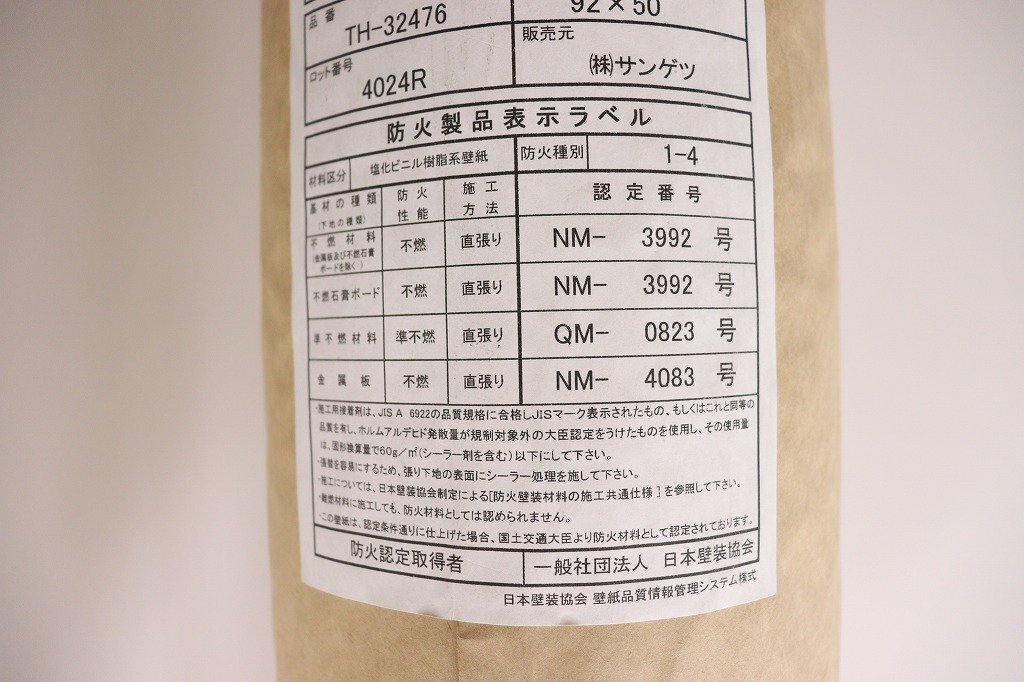 品番 TH-32476 92×50
ロット番号 4024R 販売元 ㈱サンゲツ
防火製品表示ラベル
材料区分 塩化ビニル樹脂系壁紙 防火種別 1-4
基材の種類 防火 施工 認定番号
(下地の種類) 性能 方法
不燃材料 不燃 直張り NM- 3992 号
(金属板及び不燃石膏
ボードを除く)
不燃石膏ボード 不燃 直張り NM- 3992 号
準不燃材料 準不燃 直張り QM- 0823 号
金属板 不燃 直張り NM- 4083 号
・施工用接着剤は、JIS A 6922の品質規格に合格しJISマーク表示されたもの、もしくはこれと同等の
品質を有し、ホルムアルデヒド発散量が規制対象外の大臣認定をうけたものを使用し、その使用量
は、固形換算量で60g/㎡(シーラー剤を含む)以下にして下さい。
・張替を容易にするため、張り下地の表面にシーラー処理を施して下さい。
・施工については、日本壁装協会制定による[防火壁装材料の施工共通仕様]を参照して下さい。
・難燃材料に施工しても、防火材料としては認められません。
・この壁紙は、認定条件通りに仕上げた場合、国土交通大臣より防火材料として認定されております。
防火認定取得者 一般社団法人 日本壁装協会
日本壁装協会 壁紙品質情報管理システム様式